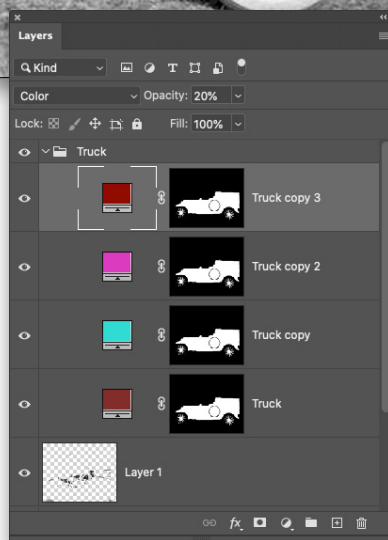 Layers
Kind
Color Opacity: 20%
Lock: Fill: 100%
Truck
Truck copy 3
Truck copy 2
Truck copy
Truck
Layer 1
fx